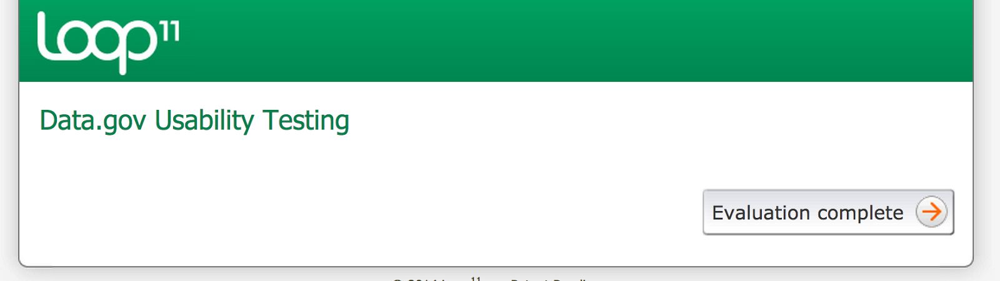 Loop11
Data.gov Usability Testing
Evaluation complete